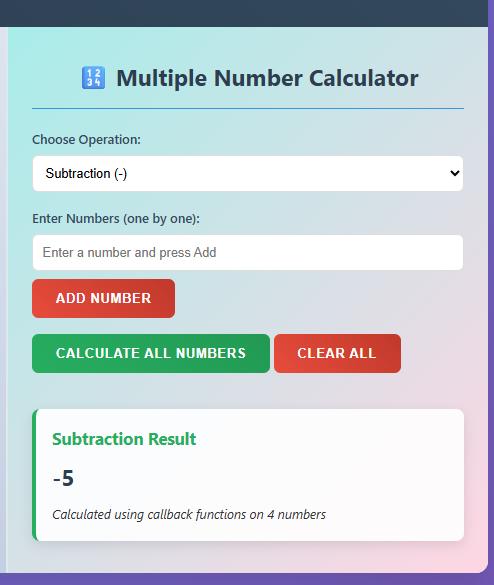 🔢 Multiple Number Calculator
Choose Operation:
Subtraction (-)
Enter Numbers (one by one):
Enter a number and press Add
ADD NUMBER
CALCULATE ALL NUMBERS CLEAR ALL
Subtraction Result
-5
Calculated using callback functions on 4 numbers